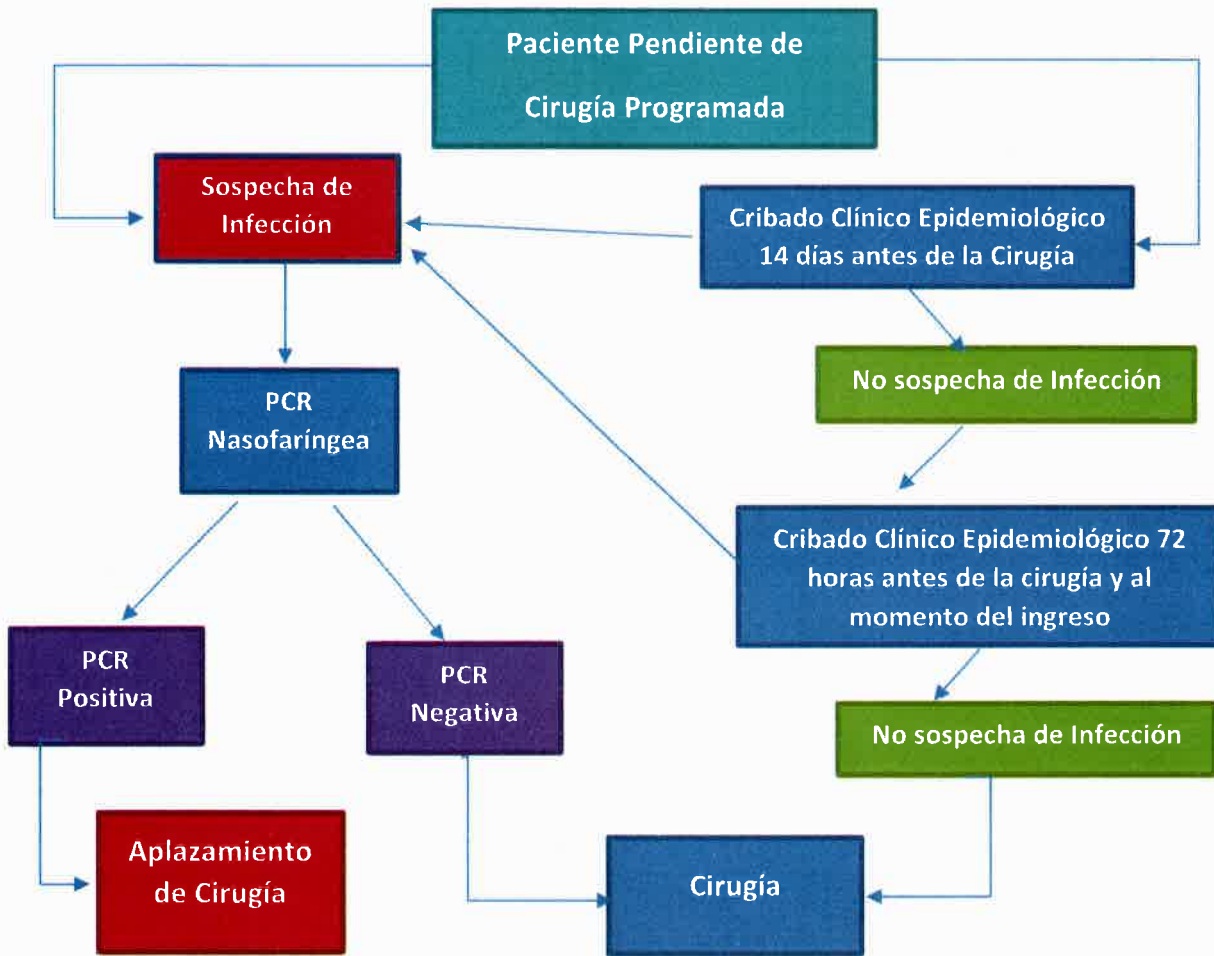 Paciente Pendiente de
Cirugía Programada
Sospecha de
Infección
Cribado Clínico Epidemiológico
14 días antes de la Cirugía
No sospecha de Infección
PCR
Nasofaríngea
Cribado Clínico Epidemiológico 72
horas antes de la cirugía y al
momento del ingreso
PCR
Positiva
PCR
Negativa
No sospecha de Infección
Aplazamiento
de Cirugía
Cirugía